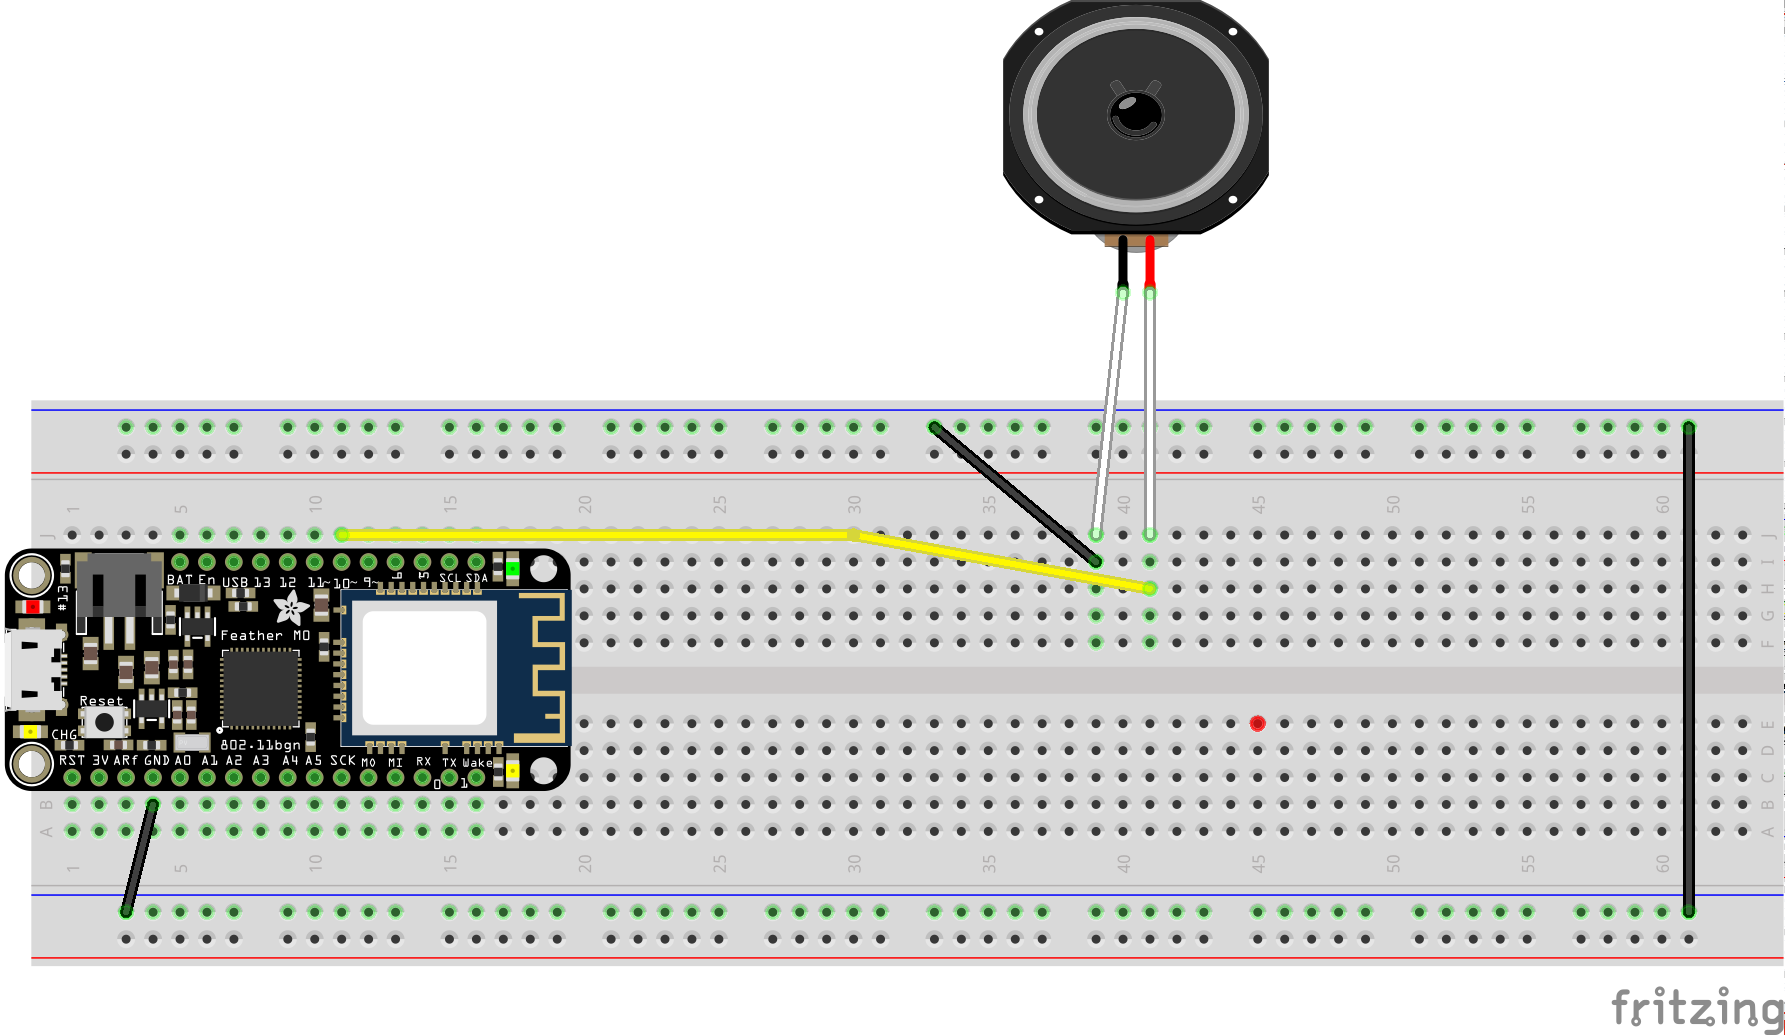 1 5 10 15 20 25 30 35 40 45 50 55 60
J J
I
BAT En USB 13 12 11~ 10~ 9~ 6 5 SCL SDA
#13
H
G
Feather M0
F
Reset
E
CHG
802.11bgn
D
RST 3V ARf GND A0 A1 A2 A3 A4 A5 SCK M0 MI RX TX Wake
0 1
C
B B
A A
1 5 10 15 20 25 30 35 40 45 50 55 60
fritzing